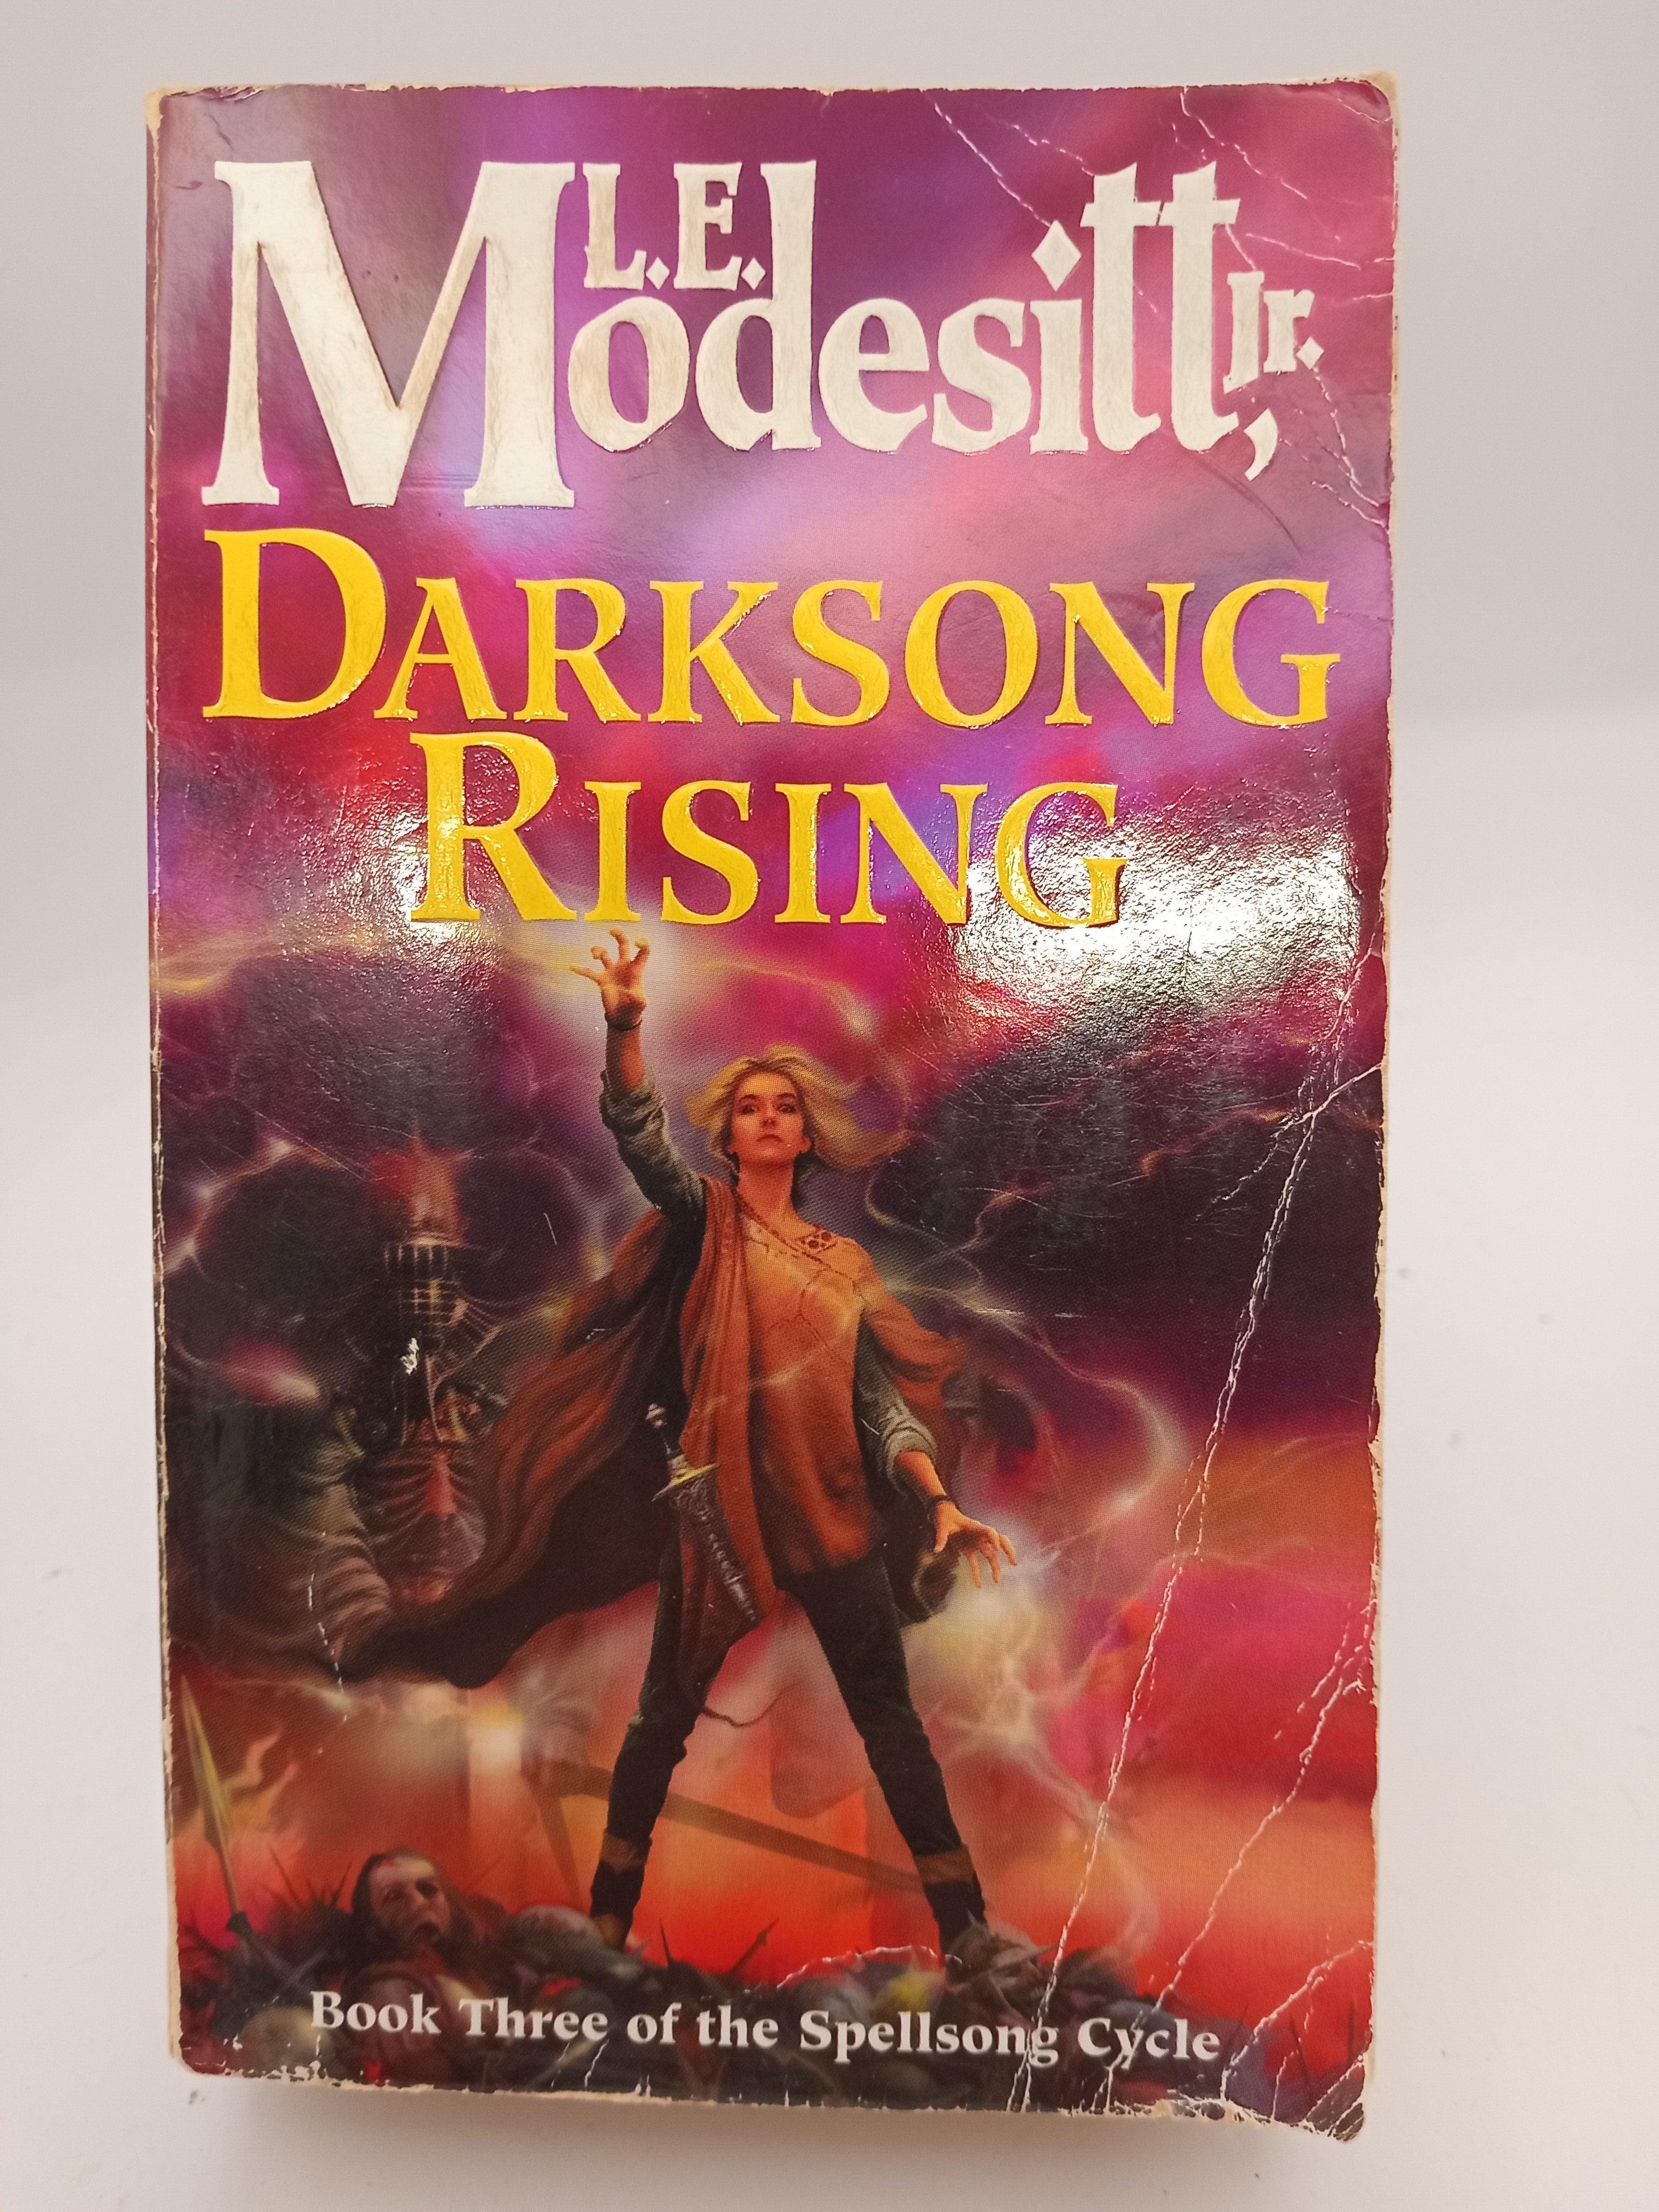 L.E.
Modesitt, Jr.
DARKSONG
RISING
Book Three of the Spellsong Cycle